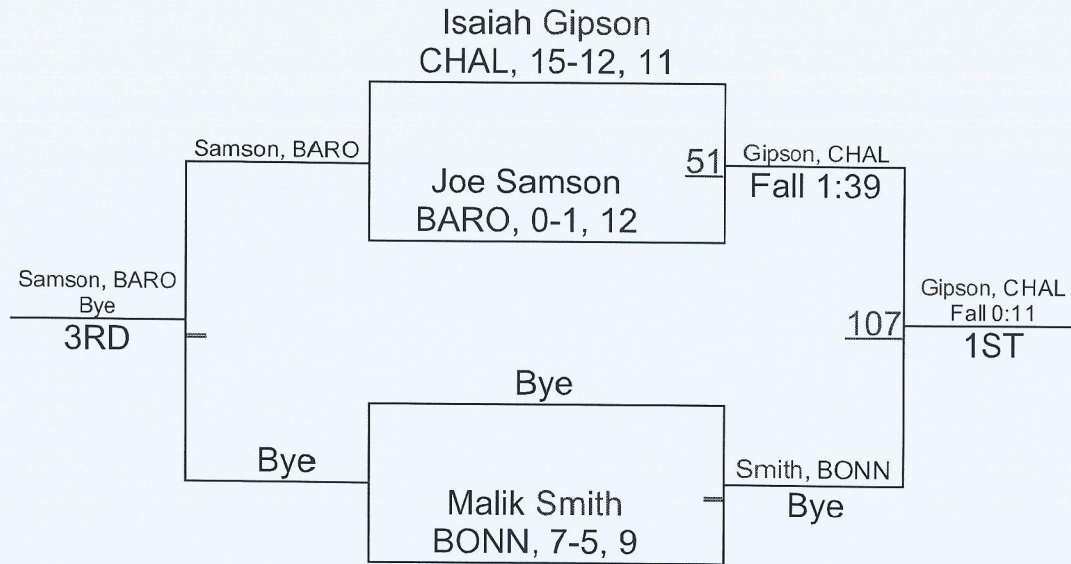 Isaiah Gipson
CHAL, 15-12, 11
Samson, BARO
51
Gipson, CHAL
Fall 1:39
Joe Samson
BARO, 0-1, 12
Samson, BARO
Bye
3RD
107
Gipson, CHAL
Fall 0:11
1ST
Bye
Bye
Smith, BONN
Bye
Malik Smith
BONN, 7-5, 9